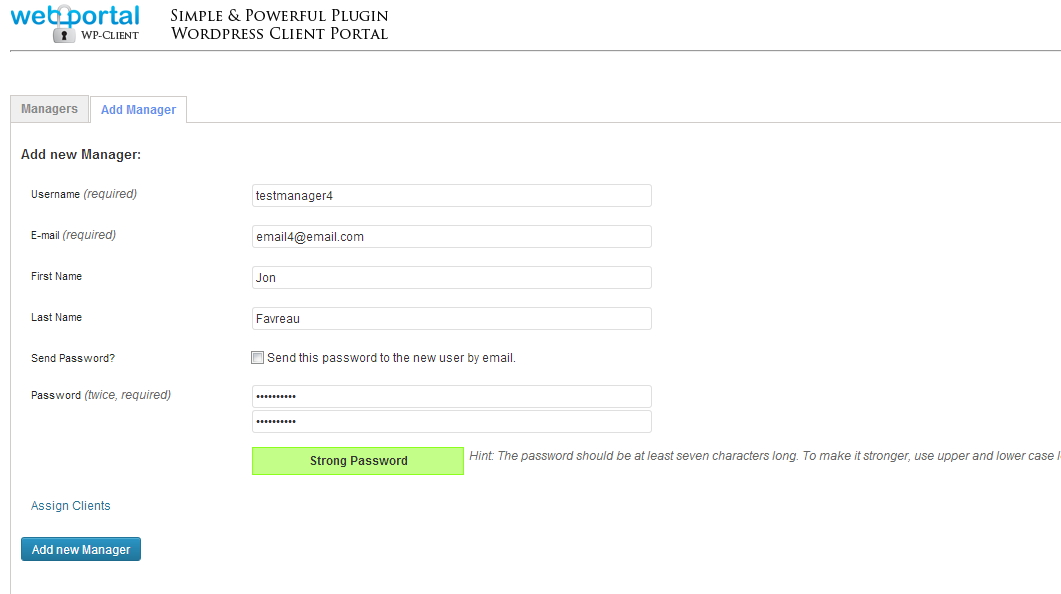 web portal
WP-CLIENT
SIMPLE & POWERFUL PLUGIN
WORDPRESS CLIENT PORTAL
Managers
Add Manager
Add new Manager:
Username (required)
testmanager4
E-mail (required)
email4@email.com
First Name
Jon
Last Name
Favreau
Send Password?
Send this password to the new user by email.
Password (twice, required)
••••••••••
••••••••••
Strong Password
Hint: The password should be at least seven characters long. To make it stronger, use upper and lower case
Assign Clients
Add new Manager